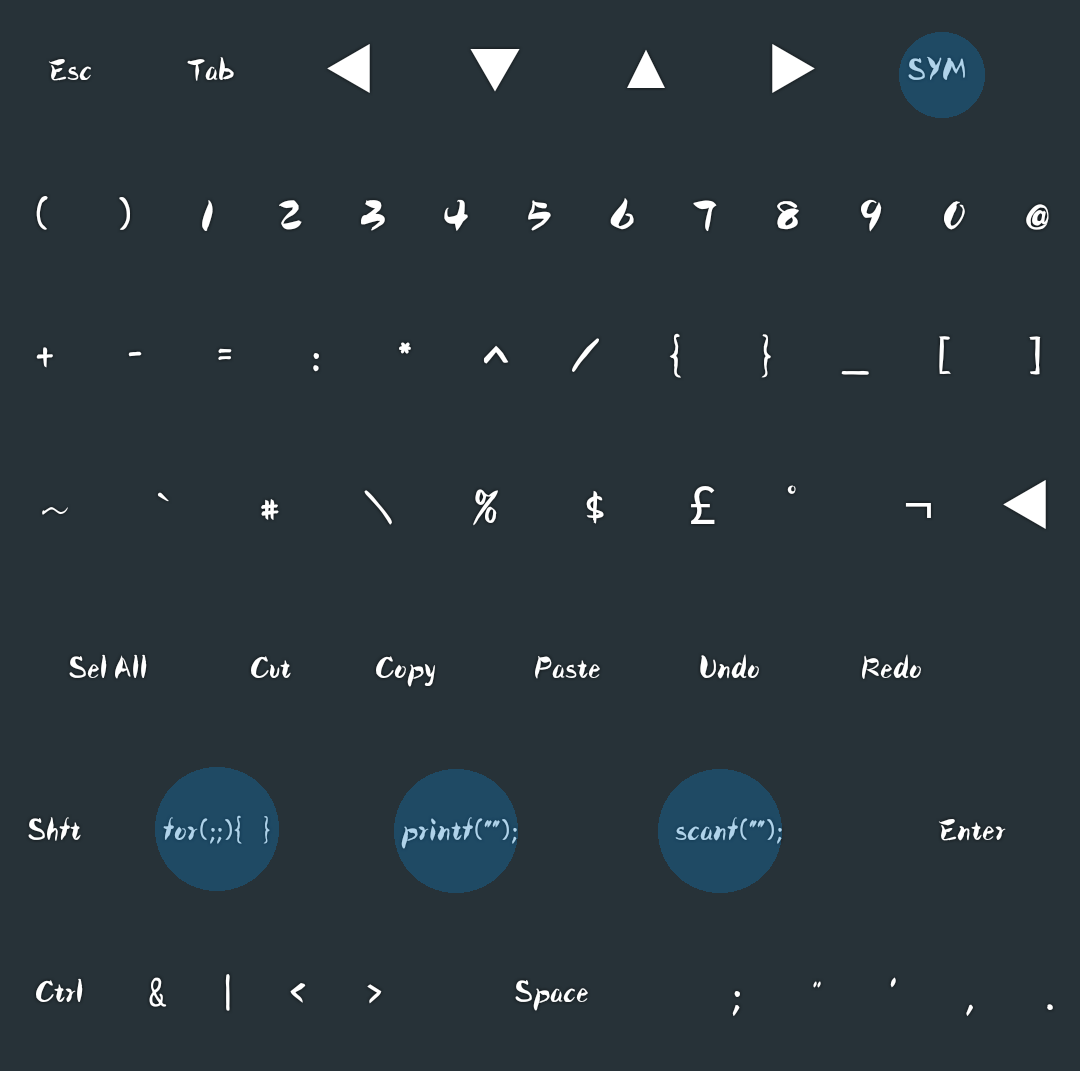 Esc Tab ◀ ▼ ▲ ▶ SYM
( ) 1 2 3 4 5 6 7 8 9 0 @
+ - = : * ^ / { } _ [ ]
~ ` # \ % $ £ ° ¬ ◀
Sel All Cut Copy Paste Undo Redo
Shft for(;;){ } printf(""); scanf(""); Enter
Ctrl & | < > Space ; " ' , .